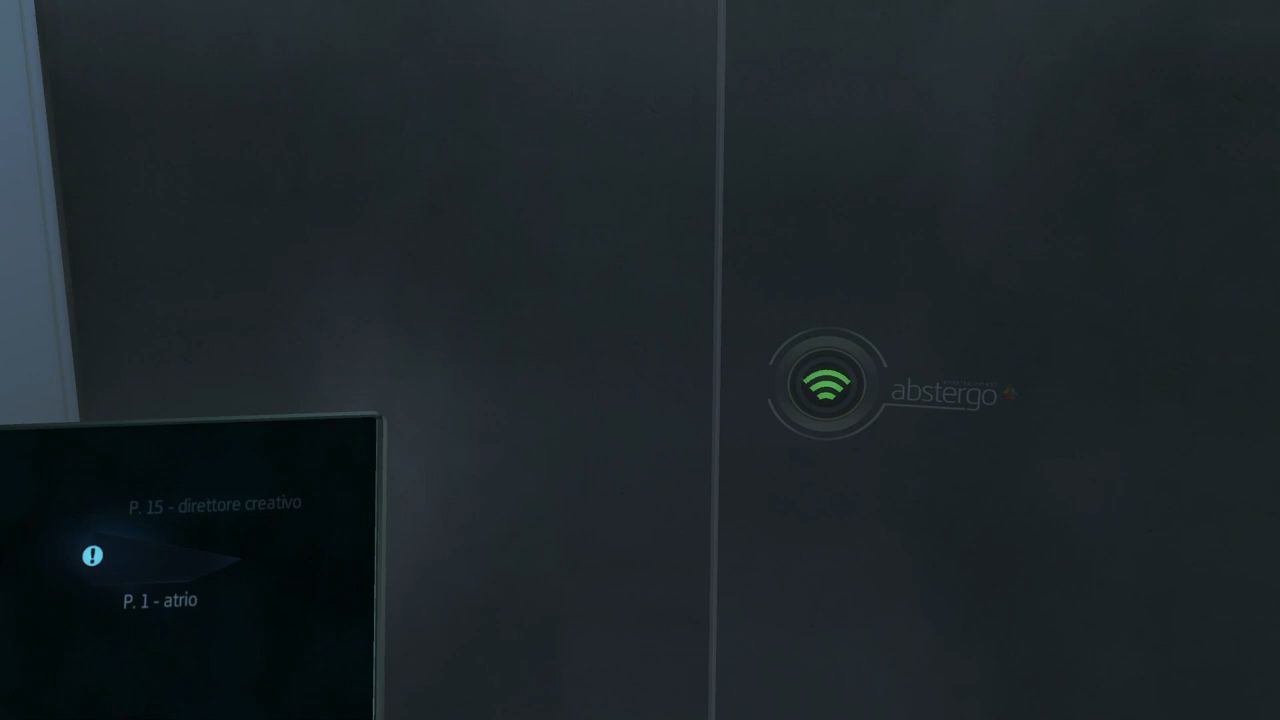 abstergo
P. 15 - direttore creativo
P. 1 - atrio